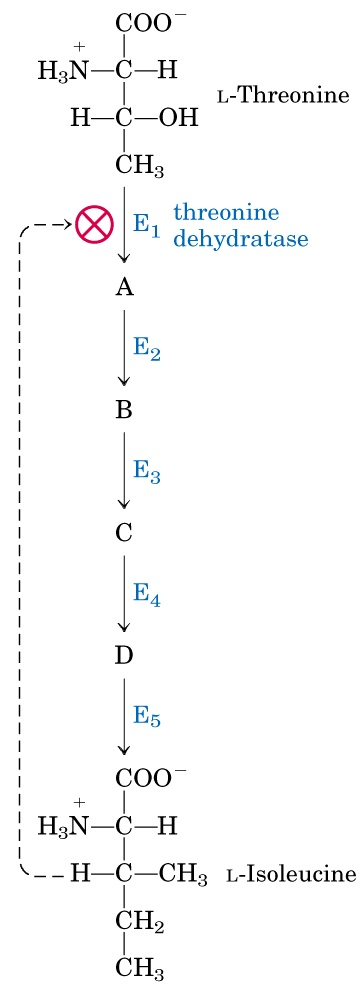 COO⁻
H₃N⁺—C—H
H—C—OH
L-Threonine
CH₃
E₁ threonine
dehydratase
A
E₂
B
E₃
C
E₄
D
E₅
COO⁻
H₃N⁺—C—H
H—C—CH₃ L-Isoleucine
CH₂
CH₃